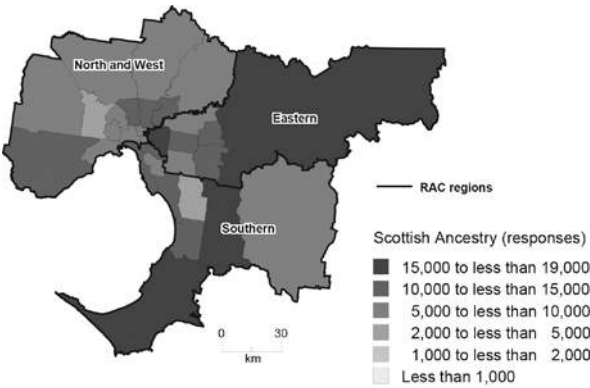 North and West
Eastern
RAC regions
Southern
Scottish Ancestry (responses)
15,000 to less than 19,000
10,000 to less than 15,000
5,000 to less than 10,000
2,000 to less than 5,000
1,000 to less than 2,000
Less than 1,000
0 30
km